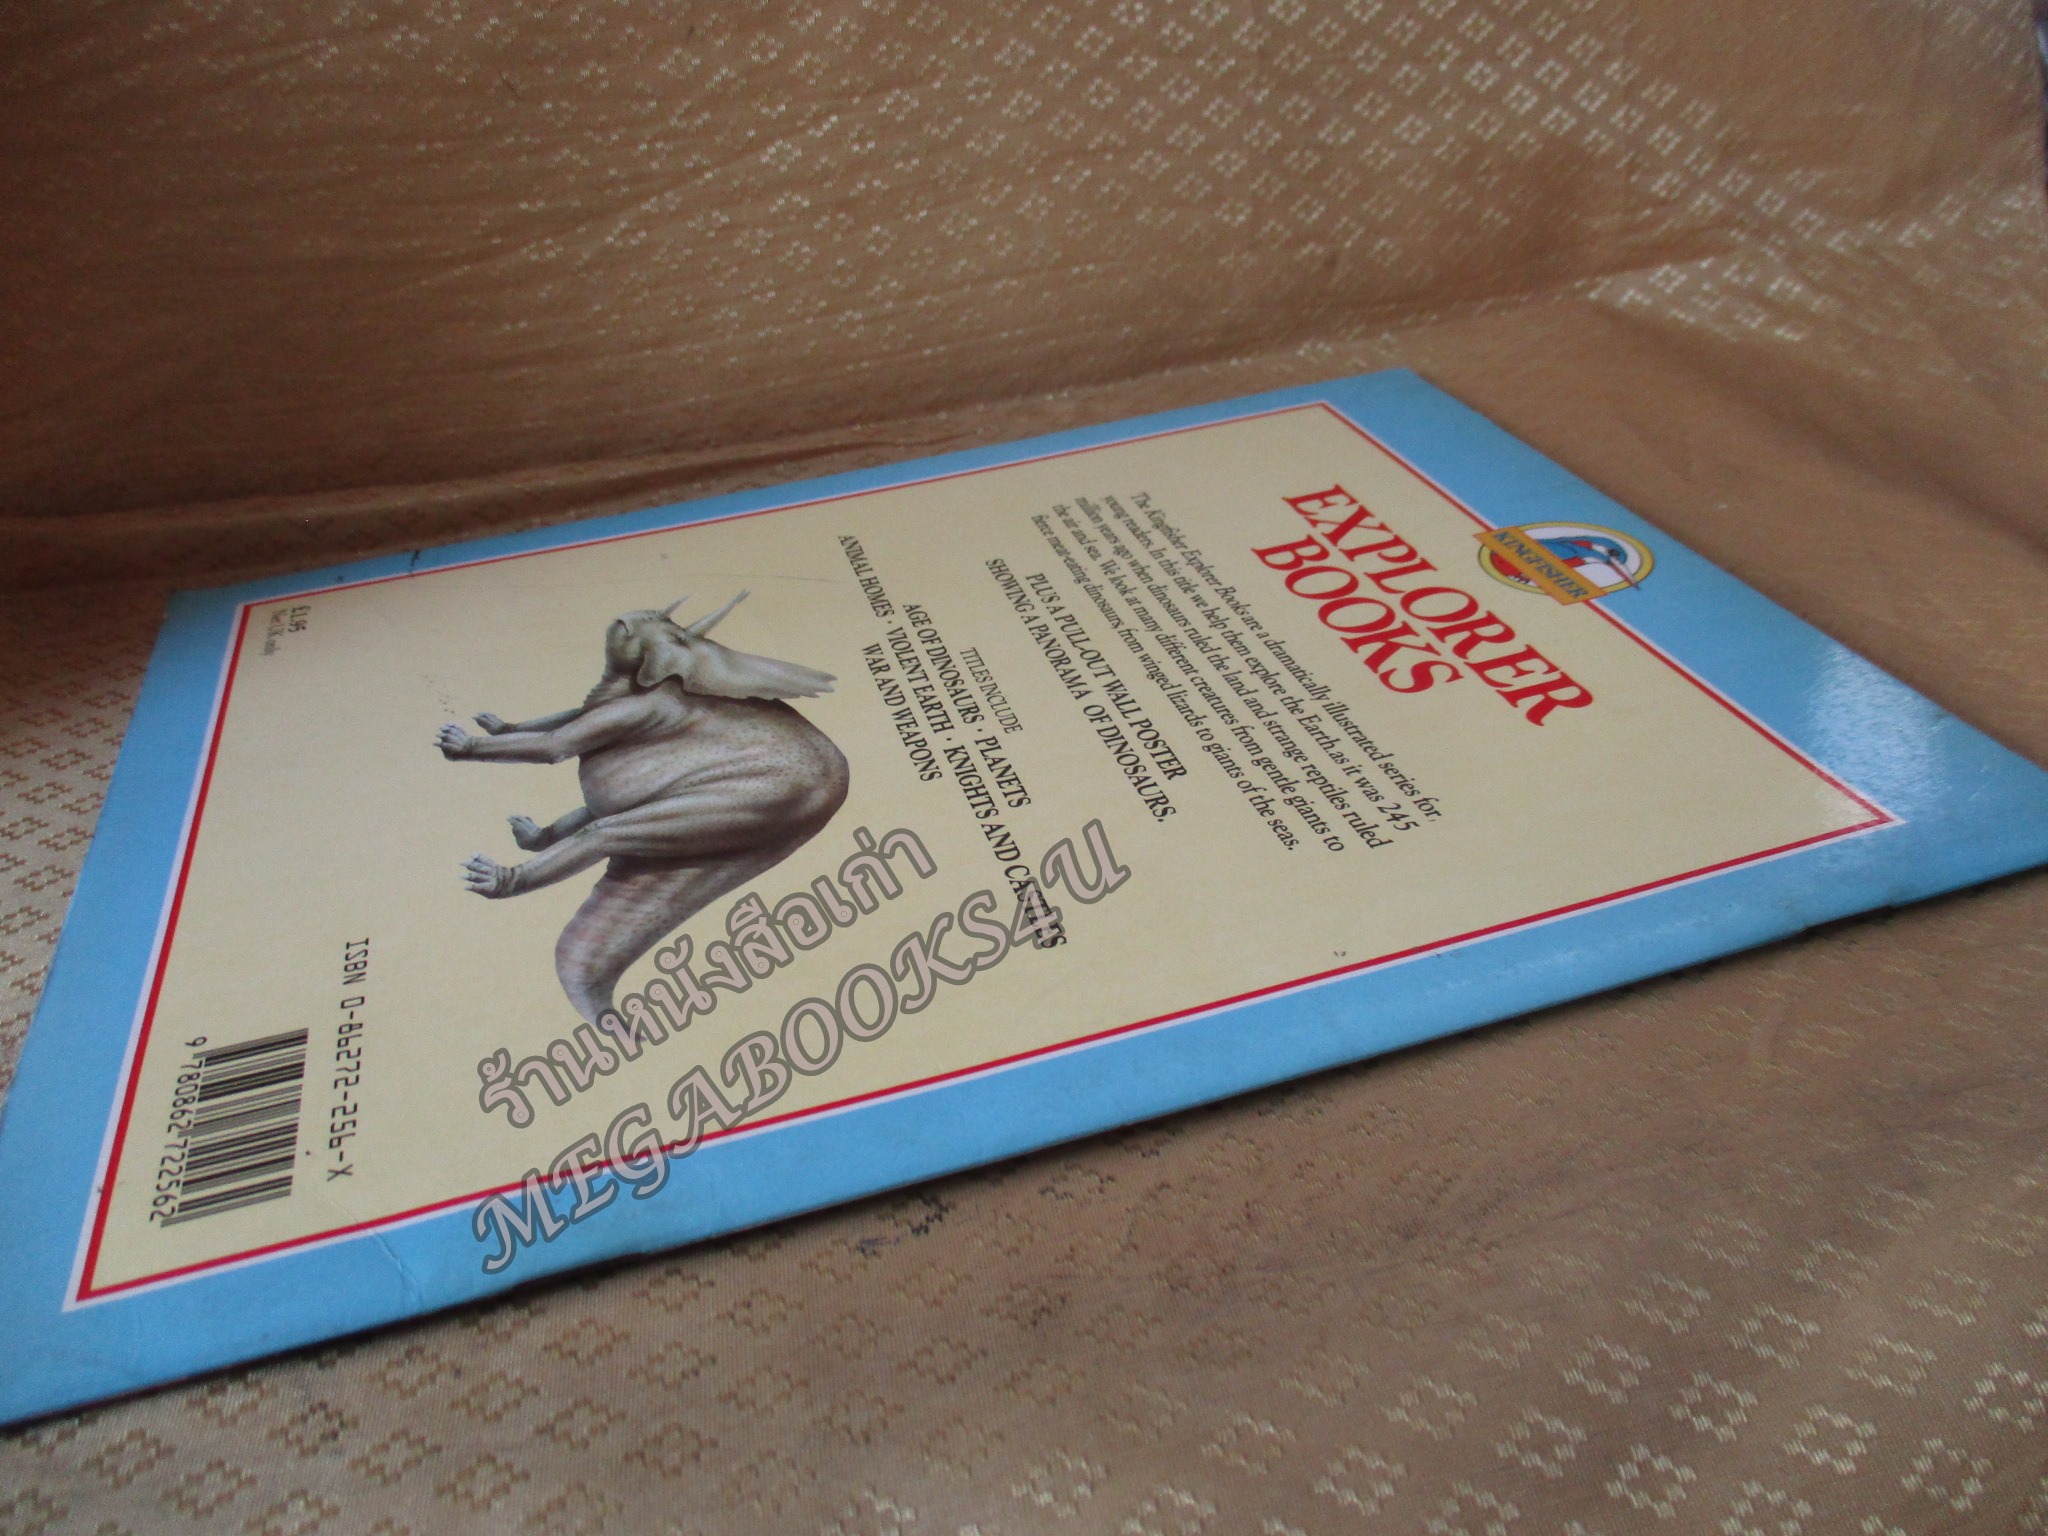 KINGFISHER
EXPLORER
BOOKS
The Kingfisher Explorer Books are a dramatically illustrated series for
young readers. In this title we help them explore the Earth as it was 245
million years ago when dinosaurs ruled the land and strange reptiles ruled
the air and sea. We look at many different creatures from gentle giants to
fierce meat-eating dinosaurs, from winged lizards to giants of the seas.
PLUS A PULL-OUT WALL POSTER
SHOWING A PANORAMA OF DINOSAURS.
TITLES INCLUDE
AGE OF DINOSAURS · PLANETS
ANIMAL HOMES · VIOLENT EARTH · KNIGHTS AND CASTLES
WAR AND WEAPONS
£1.95
Net UK only
ISBN 0-86272-256-X
9 780862 722562
ร้านหนังสือเก่า
MEGABOOKS4U